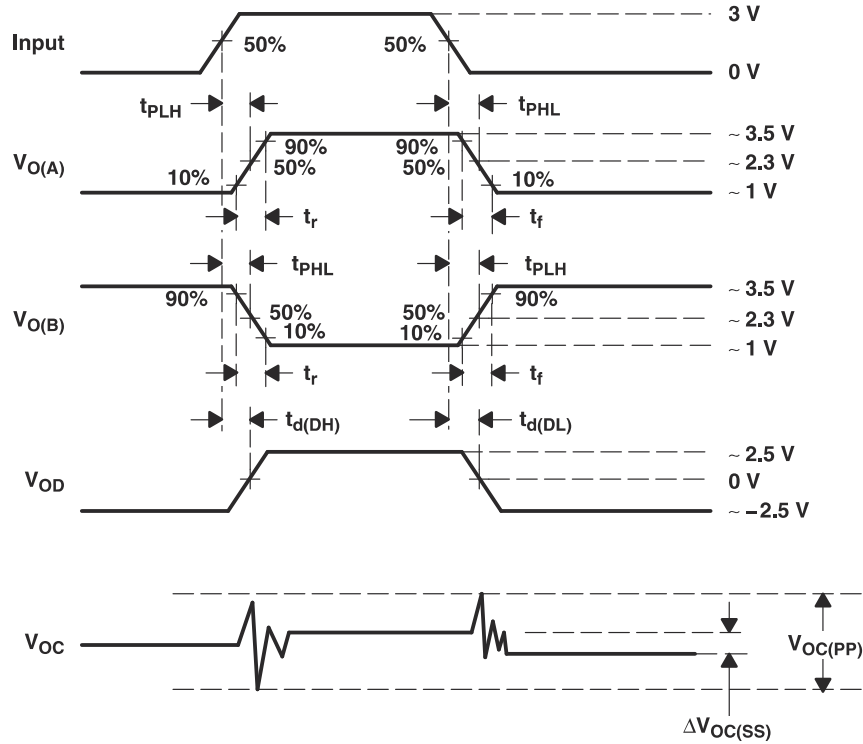 3 V
Input
50%
50%
0 V
tPLH
tPHL
~ 3.5 V
90%
90%
VO(A)
50%
50%
~ 2.3 V
10%
10%
~ 1 V
tr
tf
tPHL
tPLH
90%
90%
~ 3.5 V
VO(B)
50%
50%
~ 2.3 V
10%
10%
~ 1 V
tr
tf
td(DH)
td(DL)
~ 2.5 V
VOD
0 V
~ −2.5 V
VOC
VOC(PP)
ΔVOC(SS)